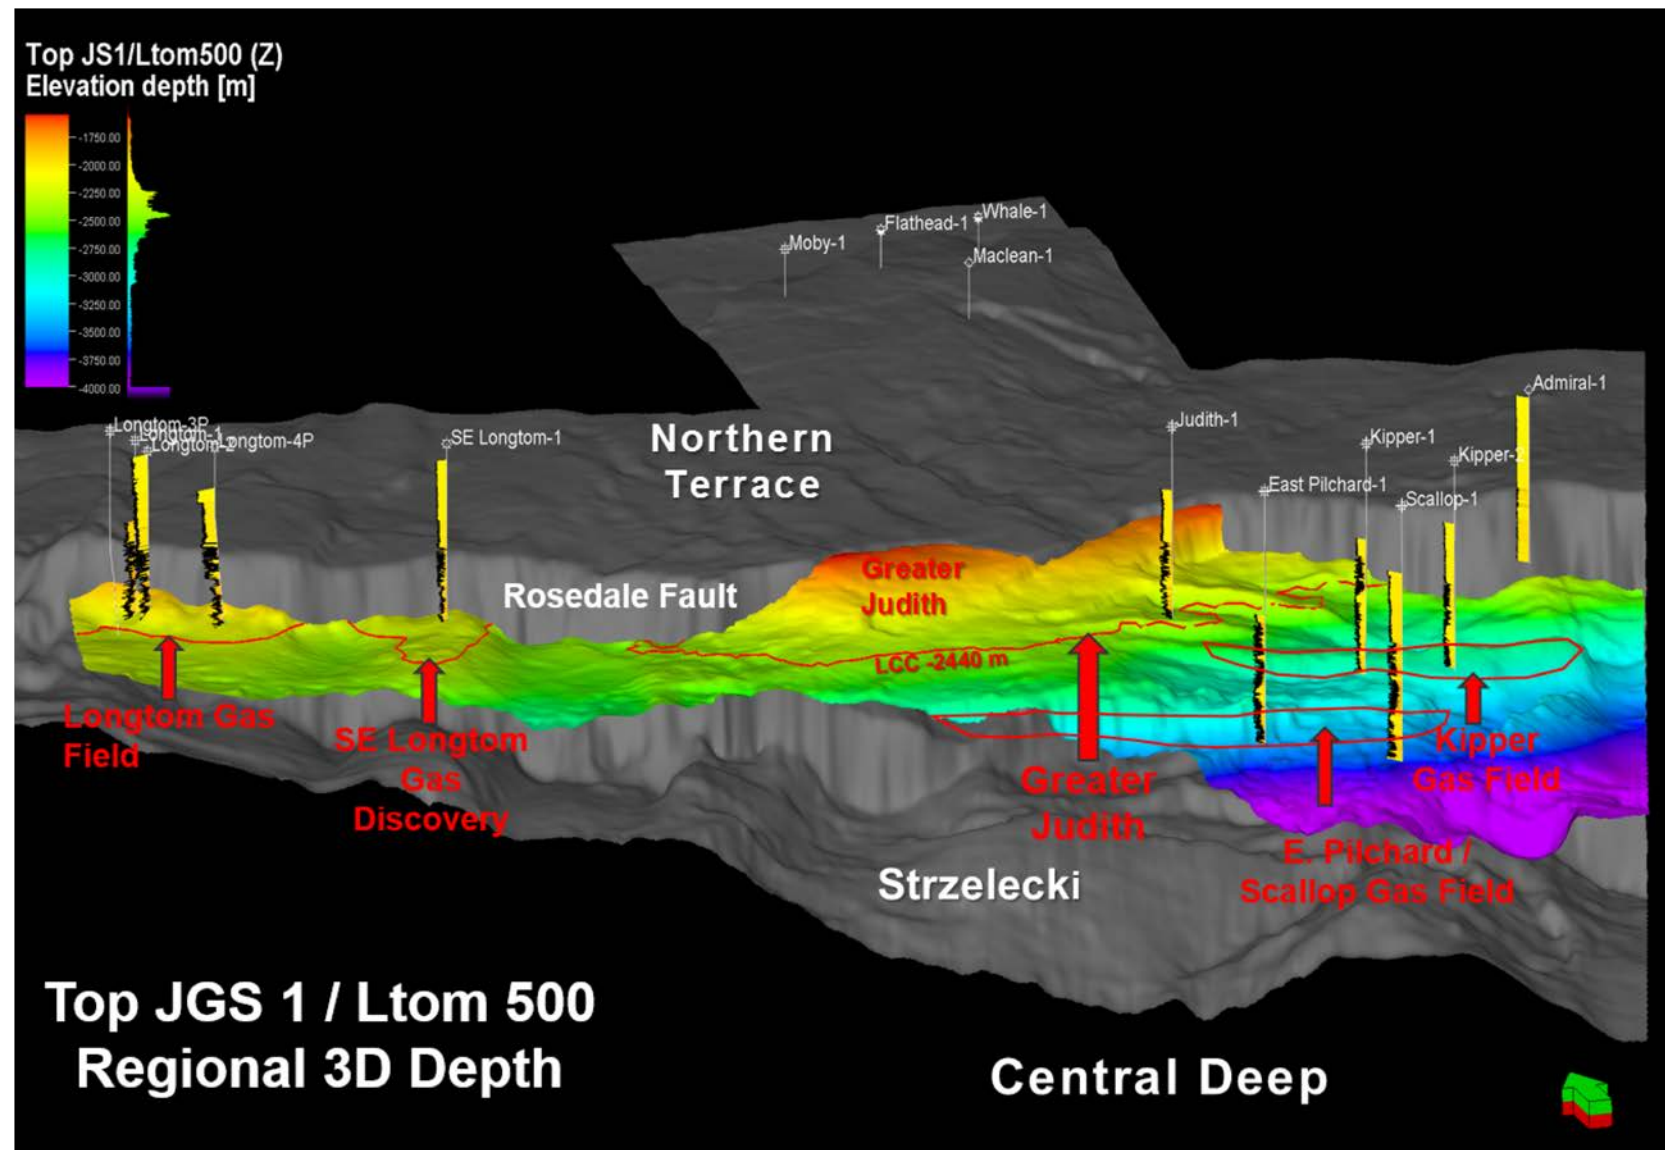 Top JS1/Ltom500 (Z)
Elevation depth [m]
-1750.00
-2000.00
-2250.00
-2500.00
-2750.00
-3000.00
-3250.00
-3500.00
-3750.00
-4000.00
Whale-1
Flathead-1
Moby-1
Maclean-1
Admiral-1
Longtom-3P
Longtom-1
Longtom-2
Longtom-4P
SE Longtom-1
Judith-1
Kipper-1
Kipper-2
East Pilchard-1
Scallop-1
Northern
Terrace
Rosedale Fault
Greater
Judith
LCC -2440 m
Longtom Gas
Field
SE Longtom
Gas
Discovery
Greater
Judith
Kipper
Gas Field
E. Pilchard /
Scallop Gas Field
Strzelecki
Top JGS 1 / Ltom 500
Regional 3D Depth
Central Deep